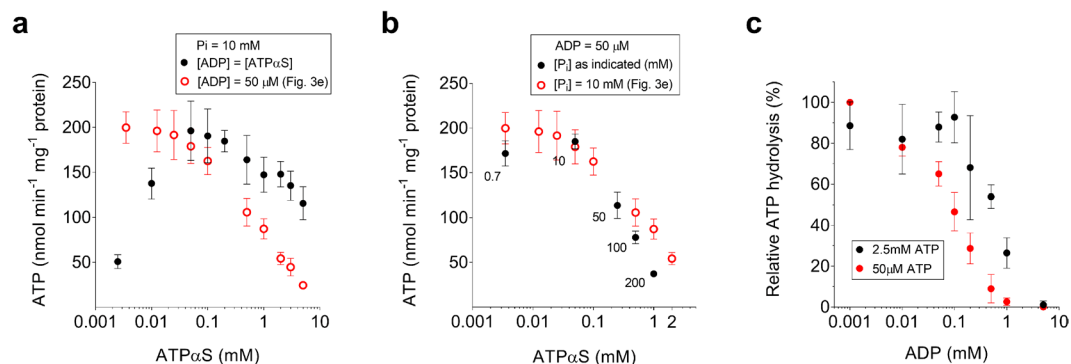 a
Pi = 10 mM
[ADP] = [ATPαS]
[ADP] = 50 μM (Fig. 3e)
ATP (nmol min⁻¹ mg⁻¹ protein)
250
200
150
100
50
0.001 0.01 0.1 1 10
ATPαS (mM)
b
ADP = 50 μM
[Pᵢ] as indicated (mM)
[Pᵢ] = 10 mM (Fig. 3e)
ATP (nmol min⁻¹ mg⁻¹ protein)
250
200
150
100
50
0.7
10
50
100
200
0.001 0.01 0.1 1 2
ATPαS (mM)
c
Relative ATP hydrolysis (%)
100
80
60
40
20
0
2.5mM ATP
50μM ATP
0.001 0.01 0.1 1 10
ADP (mM)